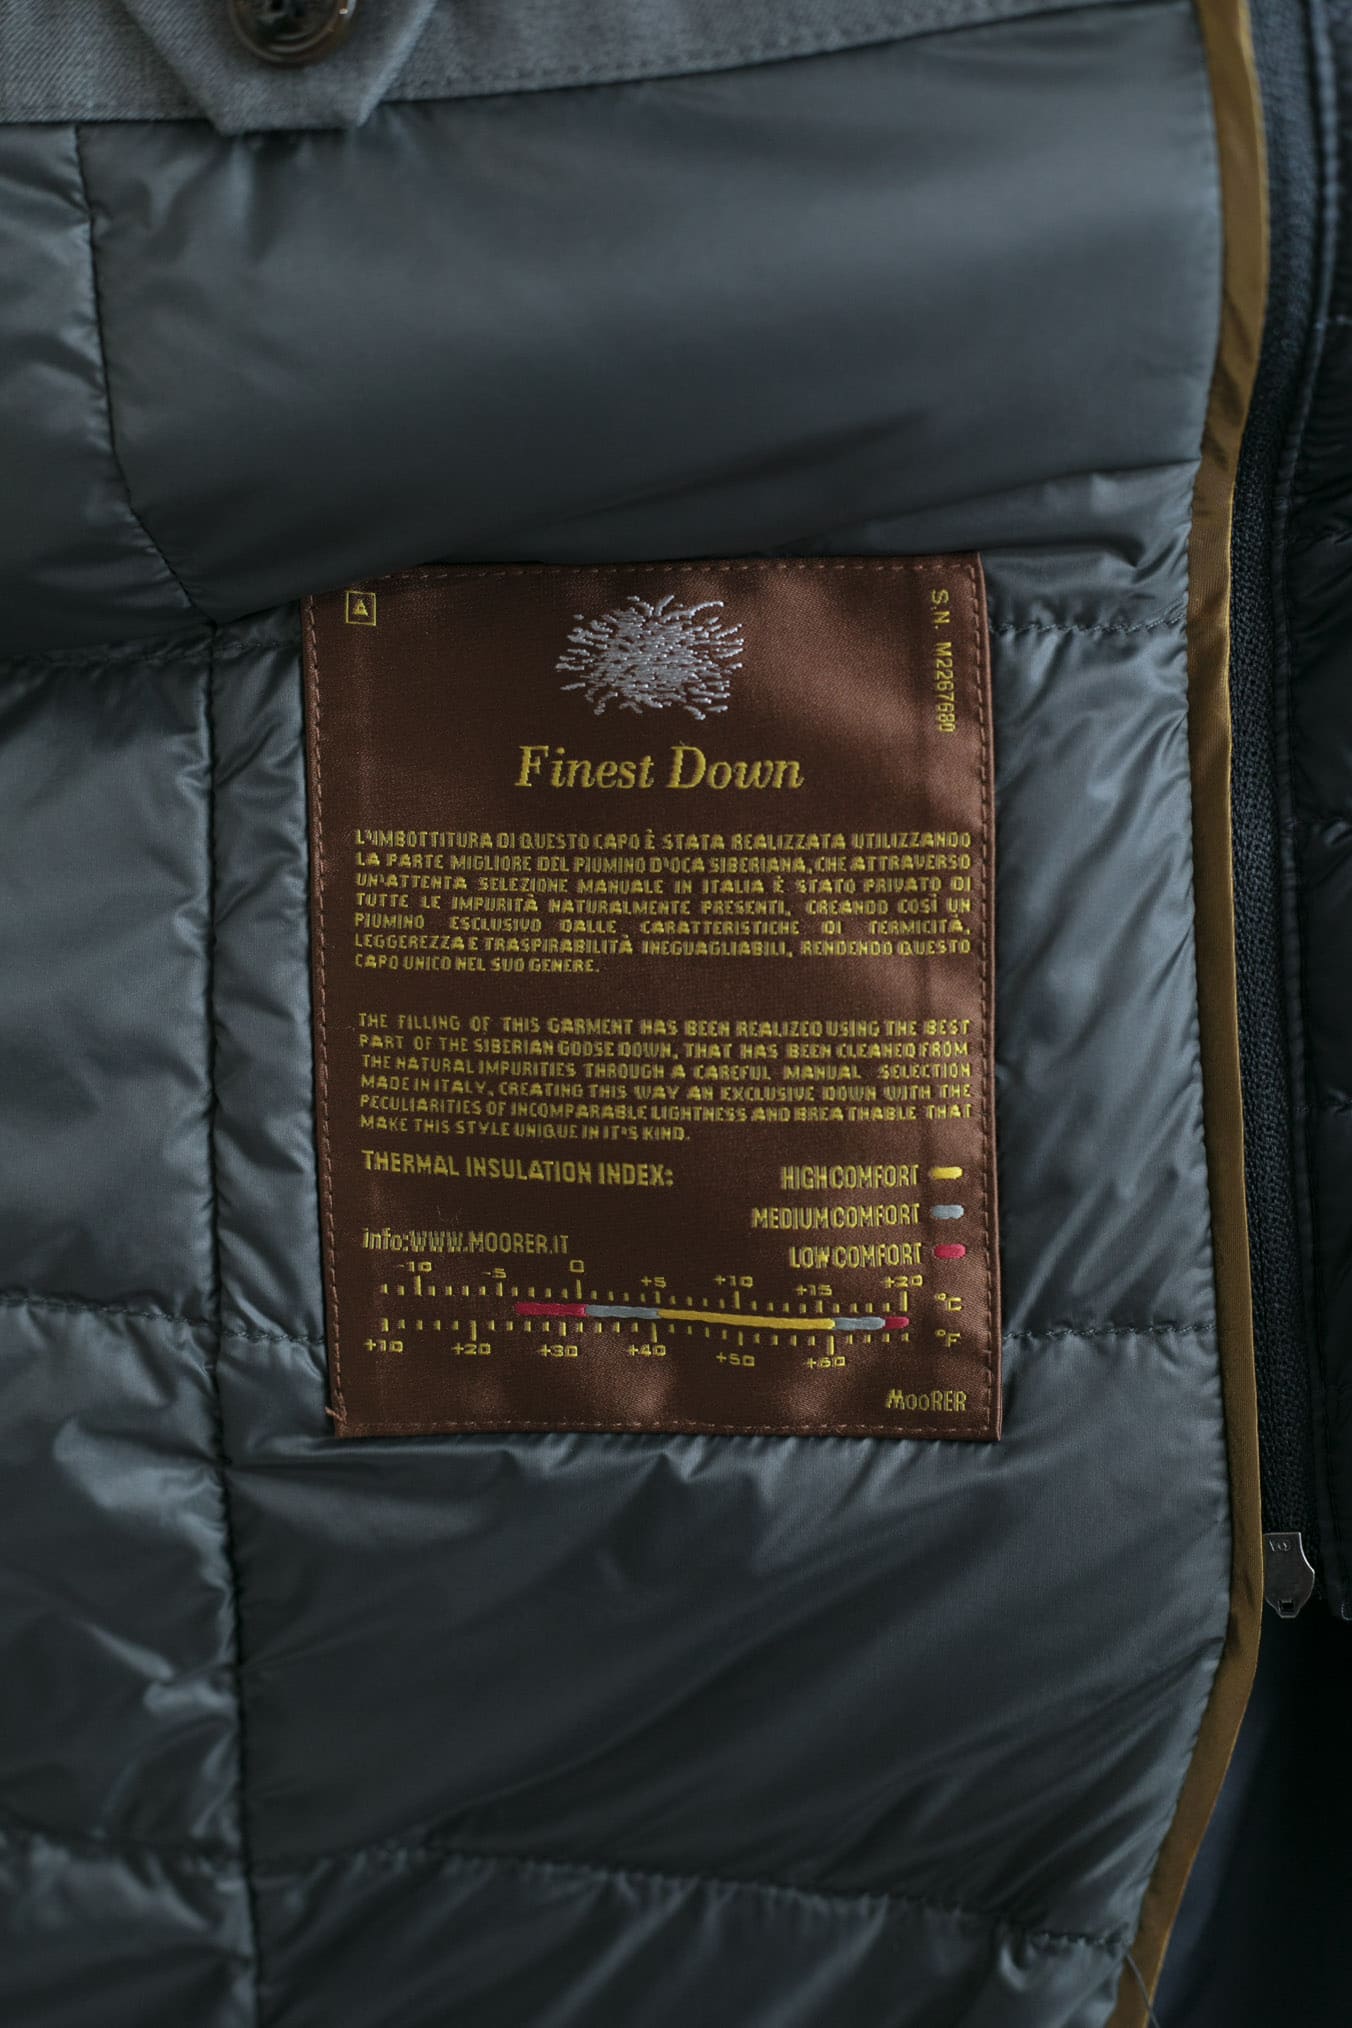 A
S.N. M2267680
Finest Down
L'IMBOTTITURA DI QUESTO CAPO È STATA REALIZZATA UTILIZZANDO
LA PARTE MIGLIORE DEL PIUMINO D'OCA SIBERIANA, CHE ATTRAVERSO
UN'ATTENTA SELEZIONE MANUALE IN ITALIA È STATO PRIVATO DI
TUTTE LE IMPURITÀ NATURALMENTE PRESENTI, CREANDO COSÌ UN
PIUMINO ESCLUSIVO DALLE CARATTERISTICHE DI TERMICITÀ,
LEGGEREZZA E TRASPIRABILITÀ INEGUAGLIABILI, RENDENDO QUESTO
CAPO UNICO NEL SUO GENERE.
THE FILLING OF THIS GARMENT HAS BEEN REALIZED USING THE BEST
PART OF THE SIBERIAN GOOSE DOWN, THAT HAS BEEN CLEANED FROM
THE NATURAL IMPURITIES THROUGH A CAREFUL MANUAL SELECTION
MADE IN ITALY, CREATING THIS WAY AN EXCLUSIVE DOWN WITH THE
PECULIARITIES OF INCOMPARABLE LIGHTNESS AND BREATHABLE THAT
MAKE THIS STYLE UNIQUE IN IT'S KIND.
THERMAL INSULATION INDEX: HIGH COMFORT
MEDIUM COMFORT
info:WWW.MOORER.IT LOW COMFORT
-10 -5 0 +5 +10 +15 +20 °C
+10 +20 +30 +40 +50 +60 °F
MOORER